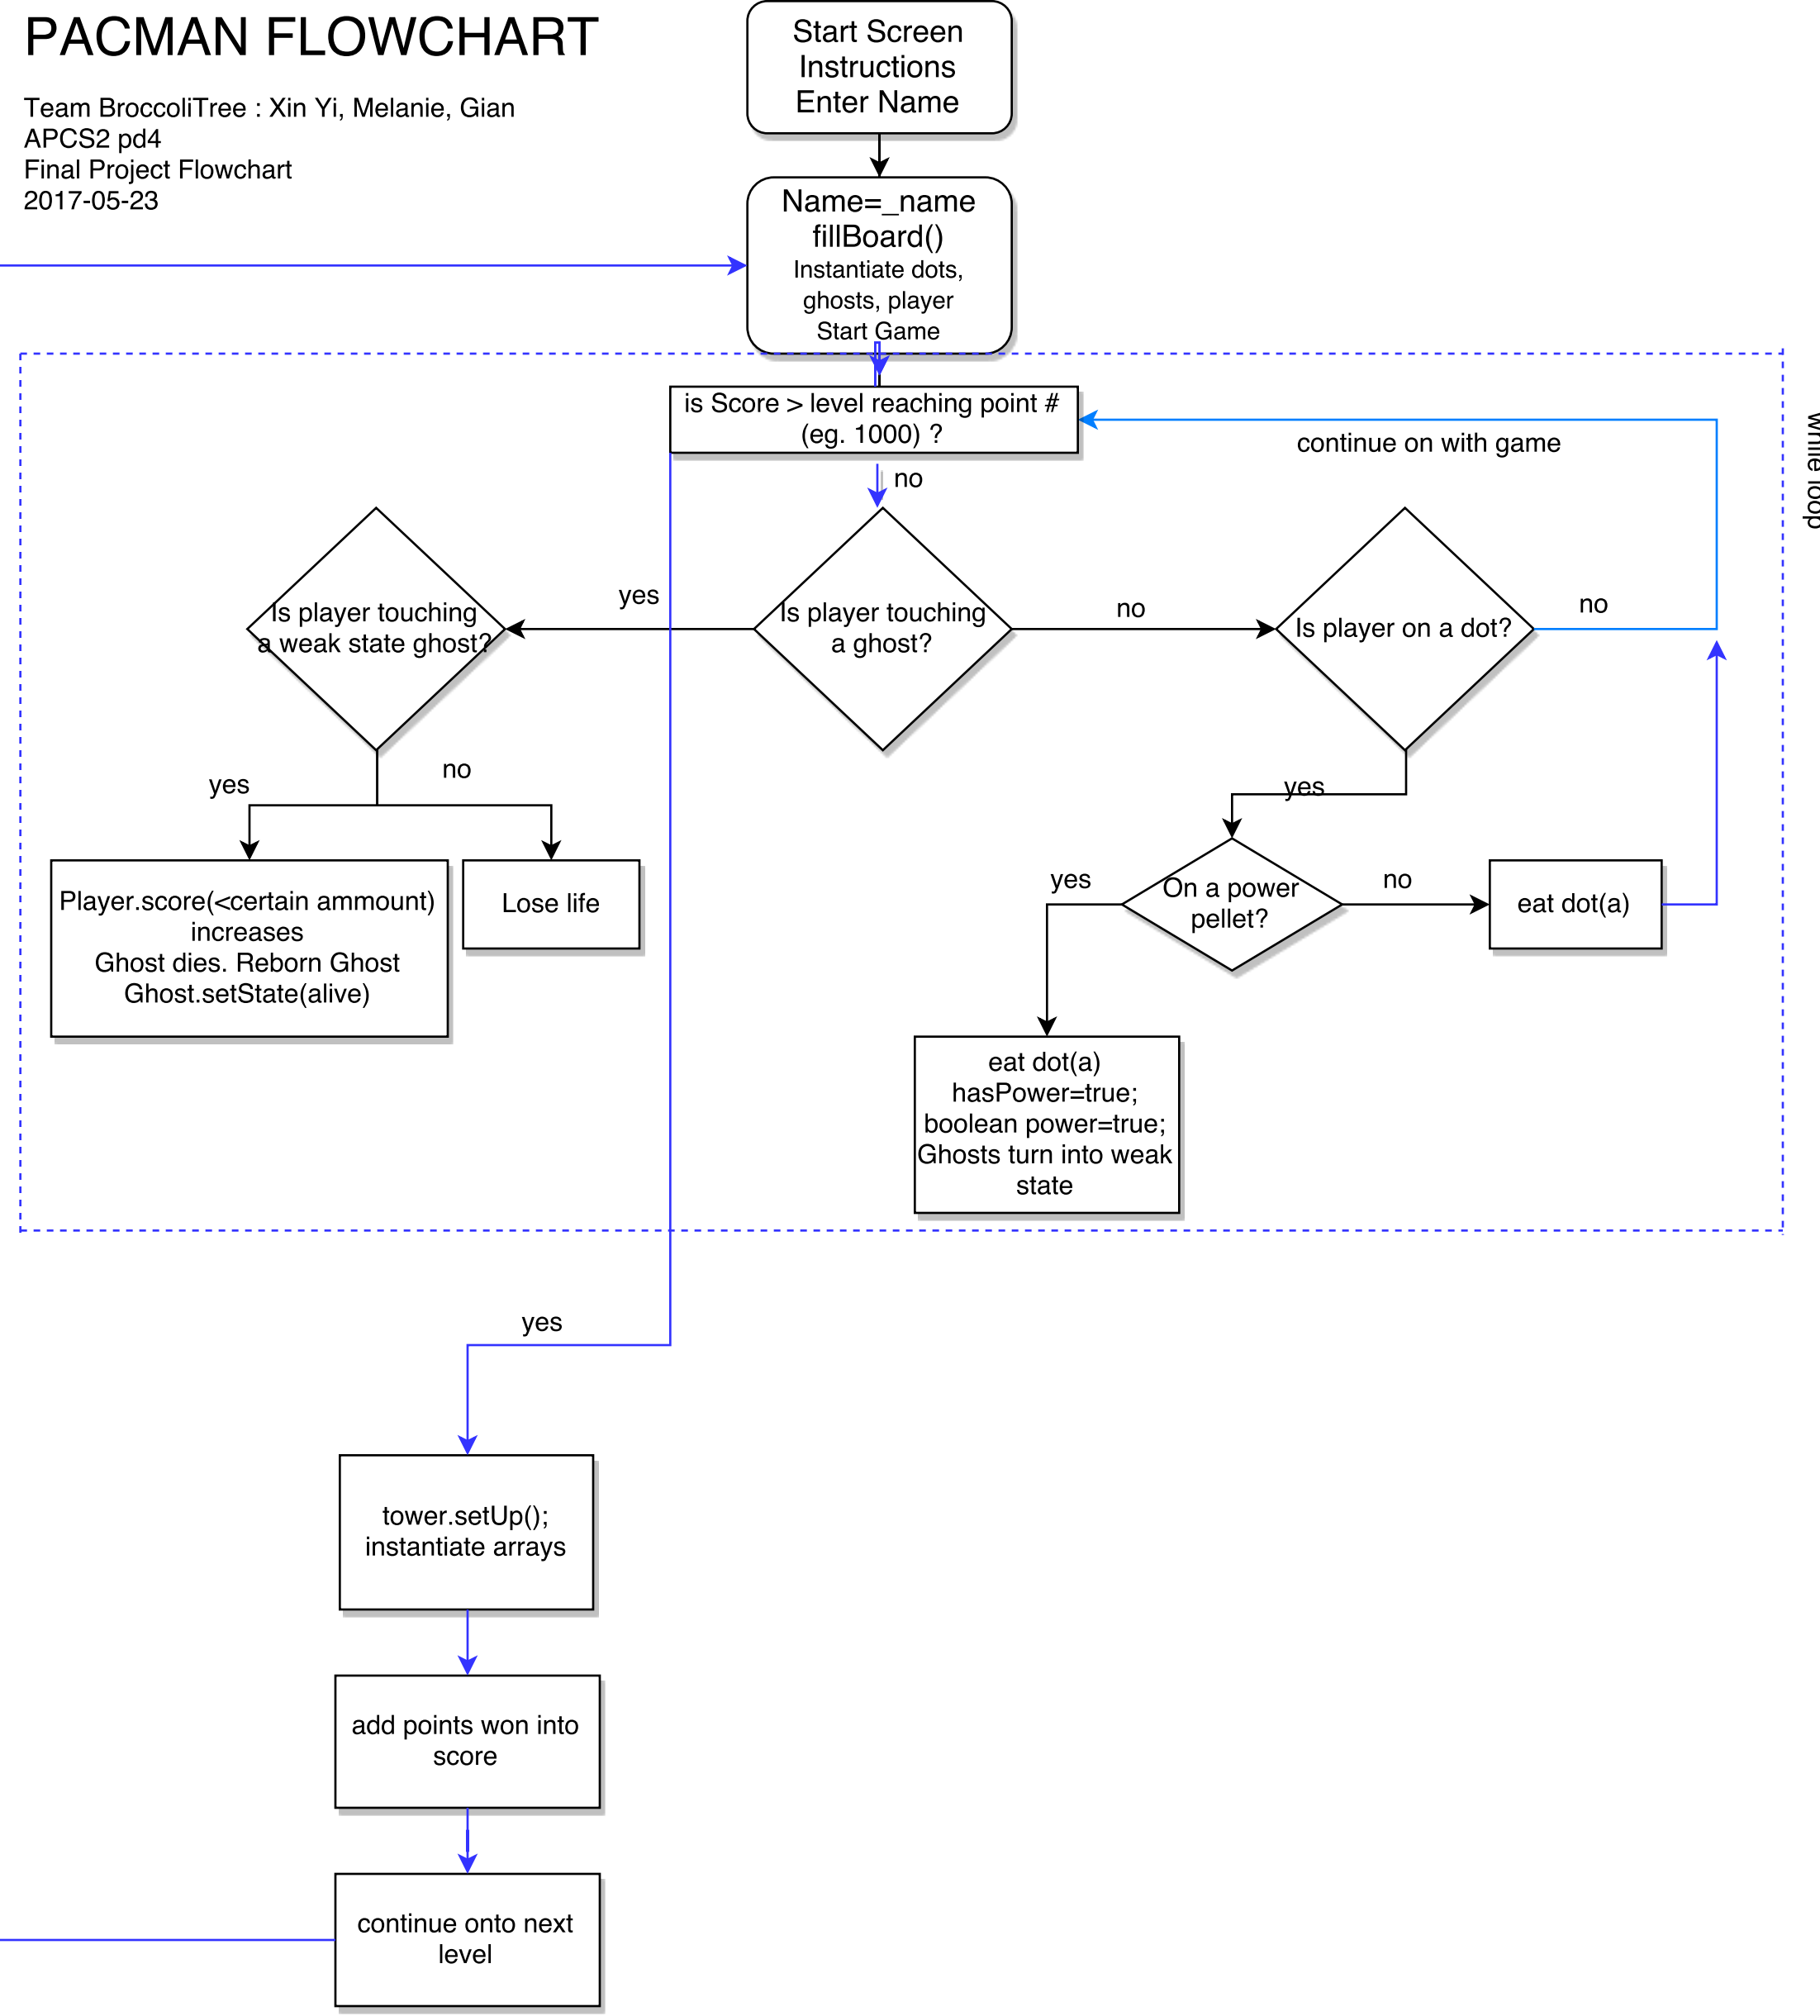 PACMAN FLOWCHART
Team BroccoliTree : Xin Yi, Melanie, Gian
APCS2 pd4
Final Project Flowchart
2017-05-23
Start Screen
Instructions
Enter Name
Name=_name
fillBoard()
Instantiate dots,
ghosts, player
Start Game
is Score > level reaching point #
(eg. 1000) ?
continue on with game
while loop
no
Is player touching
a weak state ghost?
yes
Is player touching
a ghost?
no
Is player on a dot?
no
yes
no
yes
Player.score(<certain ammount)
increases
Ghost dies. Reborn Ghost
Ghost.setState(alive)
Lose life
yes
On a power
pellet?
no
eat dot(a)
eat dot(a)
hasPower=true;
boolean power=true;
Ghosts turn into weak
state
yes
tower.setUp();
instantiate arrays
add points won into
score
continue onto next
level